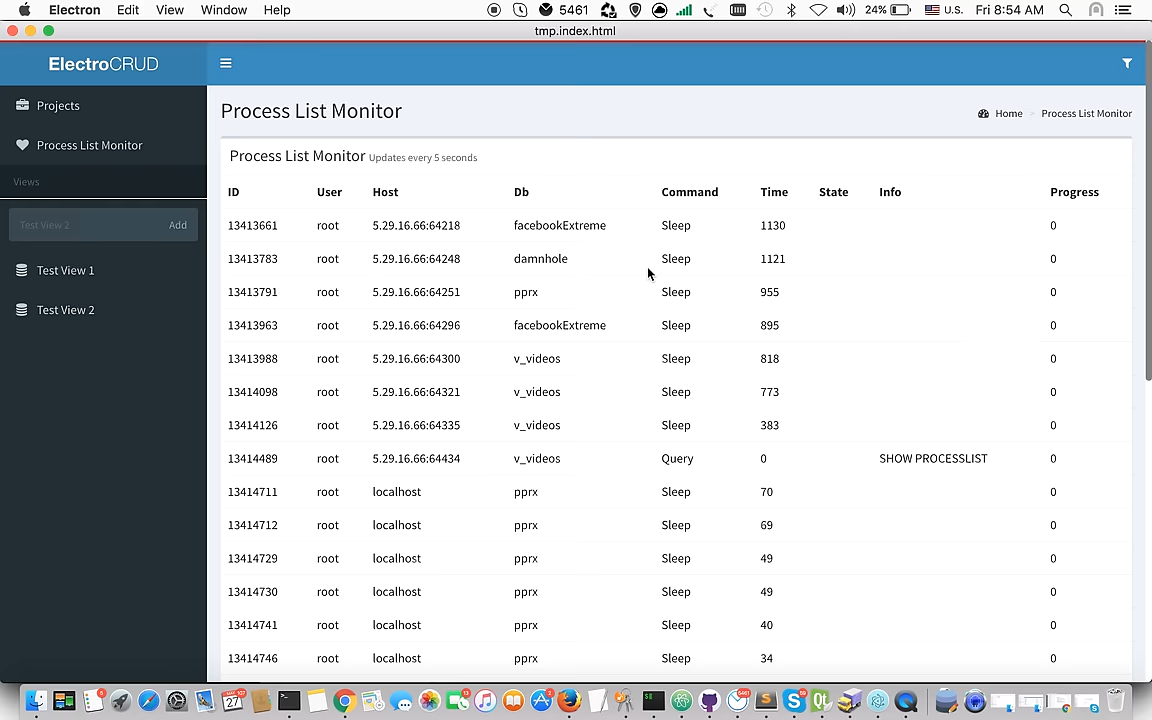 Electron Edit View Window Help 5461 24% U.S. Fri 8:54 AM
tmp.index.html
ElectroCRUD
Projects
Process List Monitor
Views
Test View 2 Add
Test View 1
Test View 2
Process List Monitor
Home Process List Monitor
Process List Monitor Updates every 5 seconds
ID User Host Db Command Time State Info Progress
13413661 root 5.29.16.66:64218 facebookExtreme Sleep 1130 0
13413783 root 5.29.16.66:64248 damnhole Sleep 1121 0
13413791 root 5.29.16.66:64251 pprx Sleep 955 0
13413963 root 5.29.16.66:64296 facebookExtreme Sleep 895 0
13413988 root 5.29.16.66:64300 v_videos Sleep 818 0
13414098 root 5.29.16.66:64321 v_videos Sleep 773 0
13414126 root 5.29.16.66:64335 v_videos Sleep 383 0
13414489 root 5.29.16.66:64434 v_videos Query 0 SHOW PROCESSLIST 0
13414711 root localhost pprx Sleep 70 0
13414712 root localhost pprx Sleep 69 0
13414729 root localhost pprx Sleep 49 0
13414730 root localhost pprx Sleep 49 0
13414741 root localhost pprx Sleep 40 0
13414746 root localhost pprx Sleep 34 0